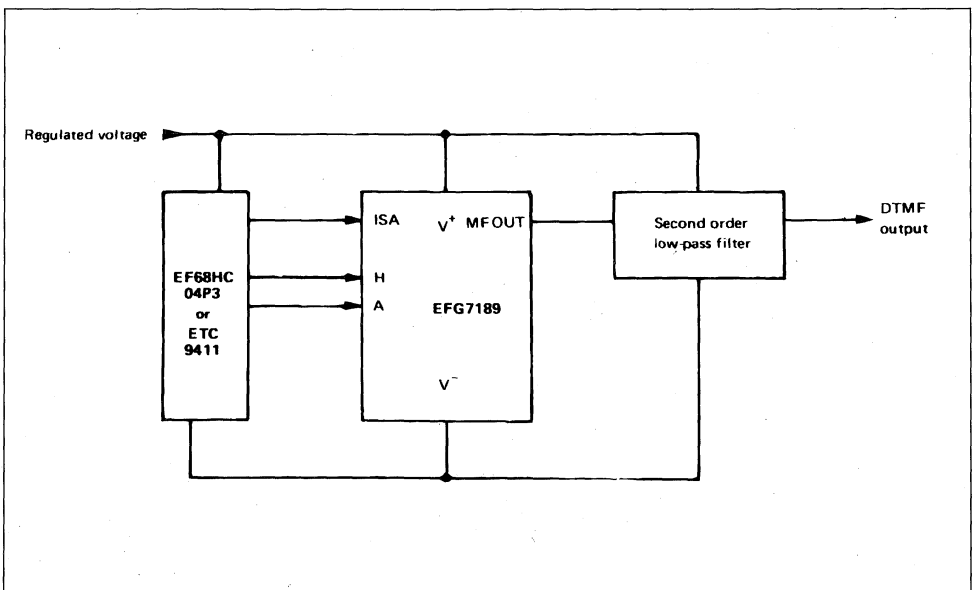 Regulated voltage
EF68HC
04P3
or
ETC
9411
ISA
H
A
V+ MFOUT
EFG7189
V-
Second order
low-pass filter
DTMF
output